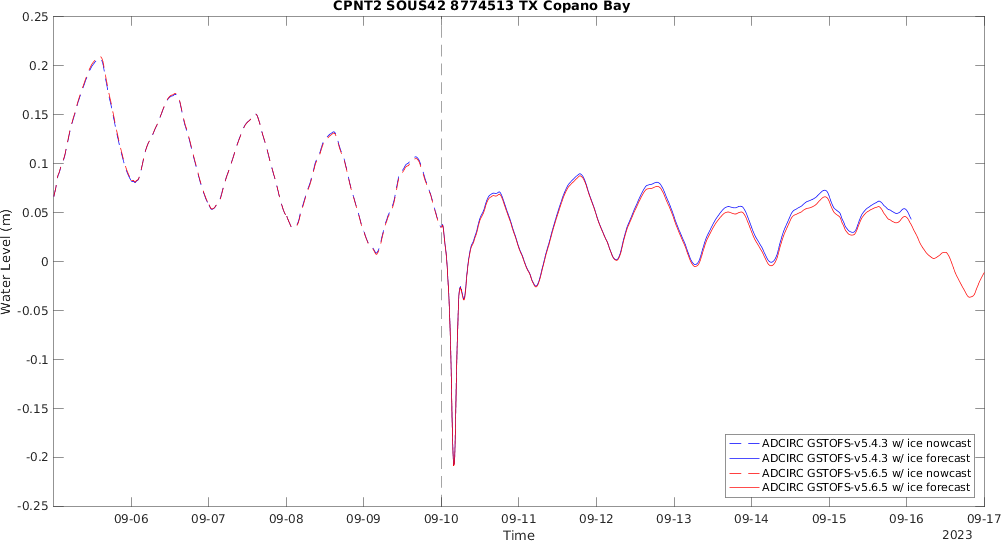 CPNT2 SOUS42 8774513 TX Copano Bay
0.25
0.2
0.15
0.1
0.05
0
-0.05
-0.1
-0.15
-0.2
-0.25
Water Level (m)
ADCIRC GSTOFS-v5.4.3 w/ ice nowcast
ADCIRC GSTOFS-v5.4.3 w/ ice forecast
ADCIRC GSTOFS-v5.6.5 w/ ice nowcast
ADCIRC GSTOFS-v5.6.5 w/ ice forecast
09-06 09-07 09-08 09-09 09-10 09-11 09-12 09-13 09-14 09-15 09-16 09-17
Time
2023